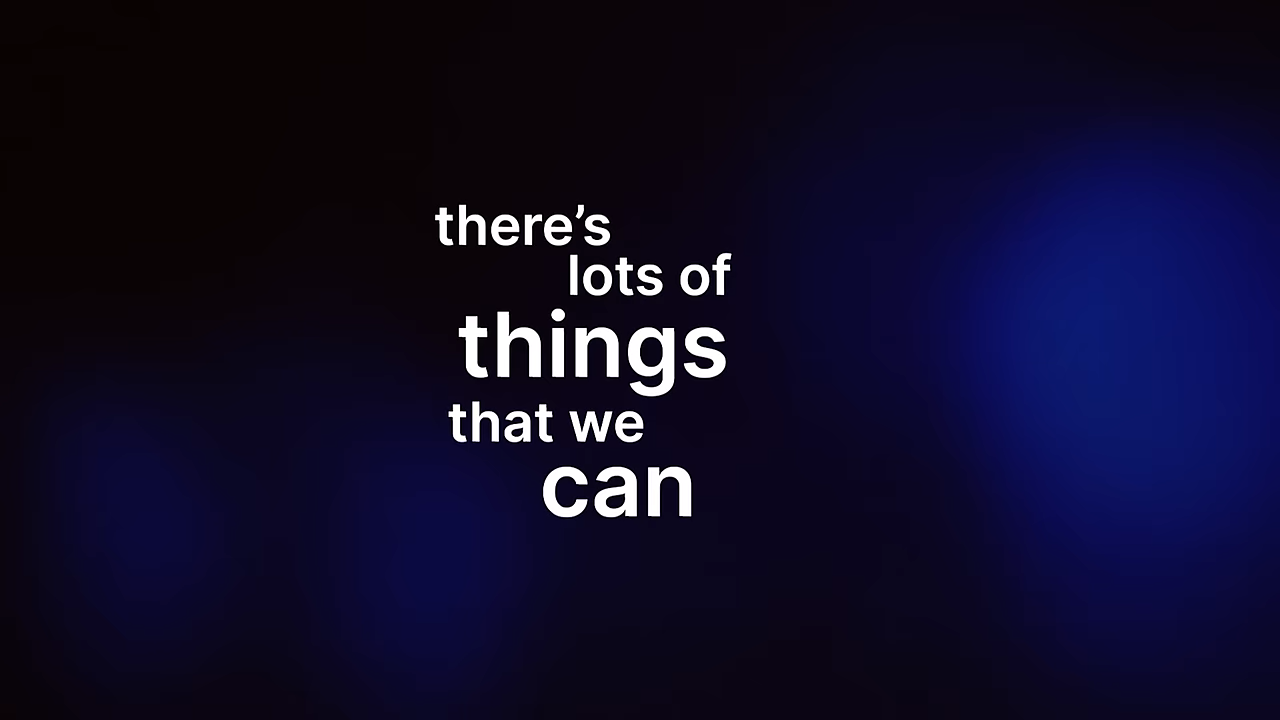 there’s
lots of
things
that we
can